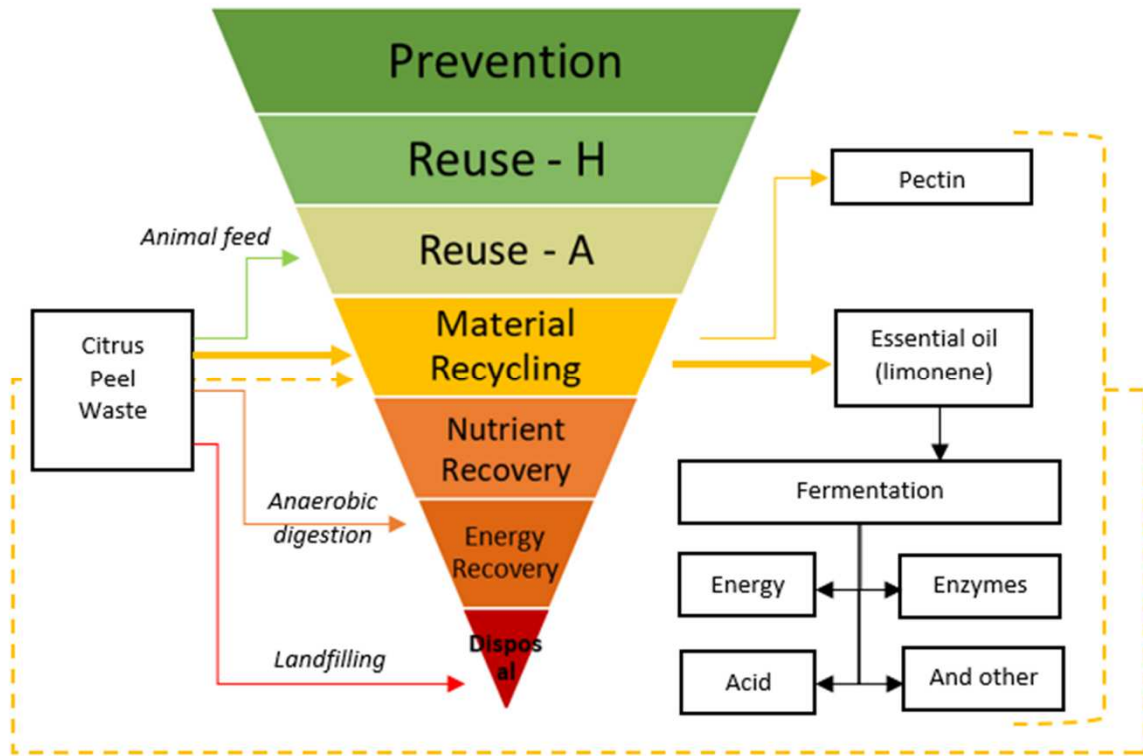 Prevention
Reuse - H
Reuse - A
Material
Recycling
Nutrient
Recovery
Energy
Recovery
Dispos
al
Animal feed
Citrus
Peel
Waste
Anaerobic
digestion
Landfilling
Pectin
Essential oil
(limonene)
Fermentation
Energy
Enzymes
Acid
And other